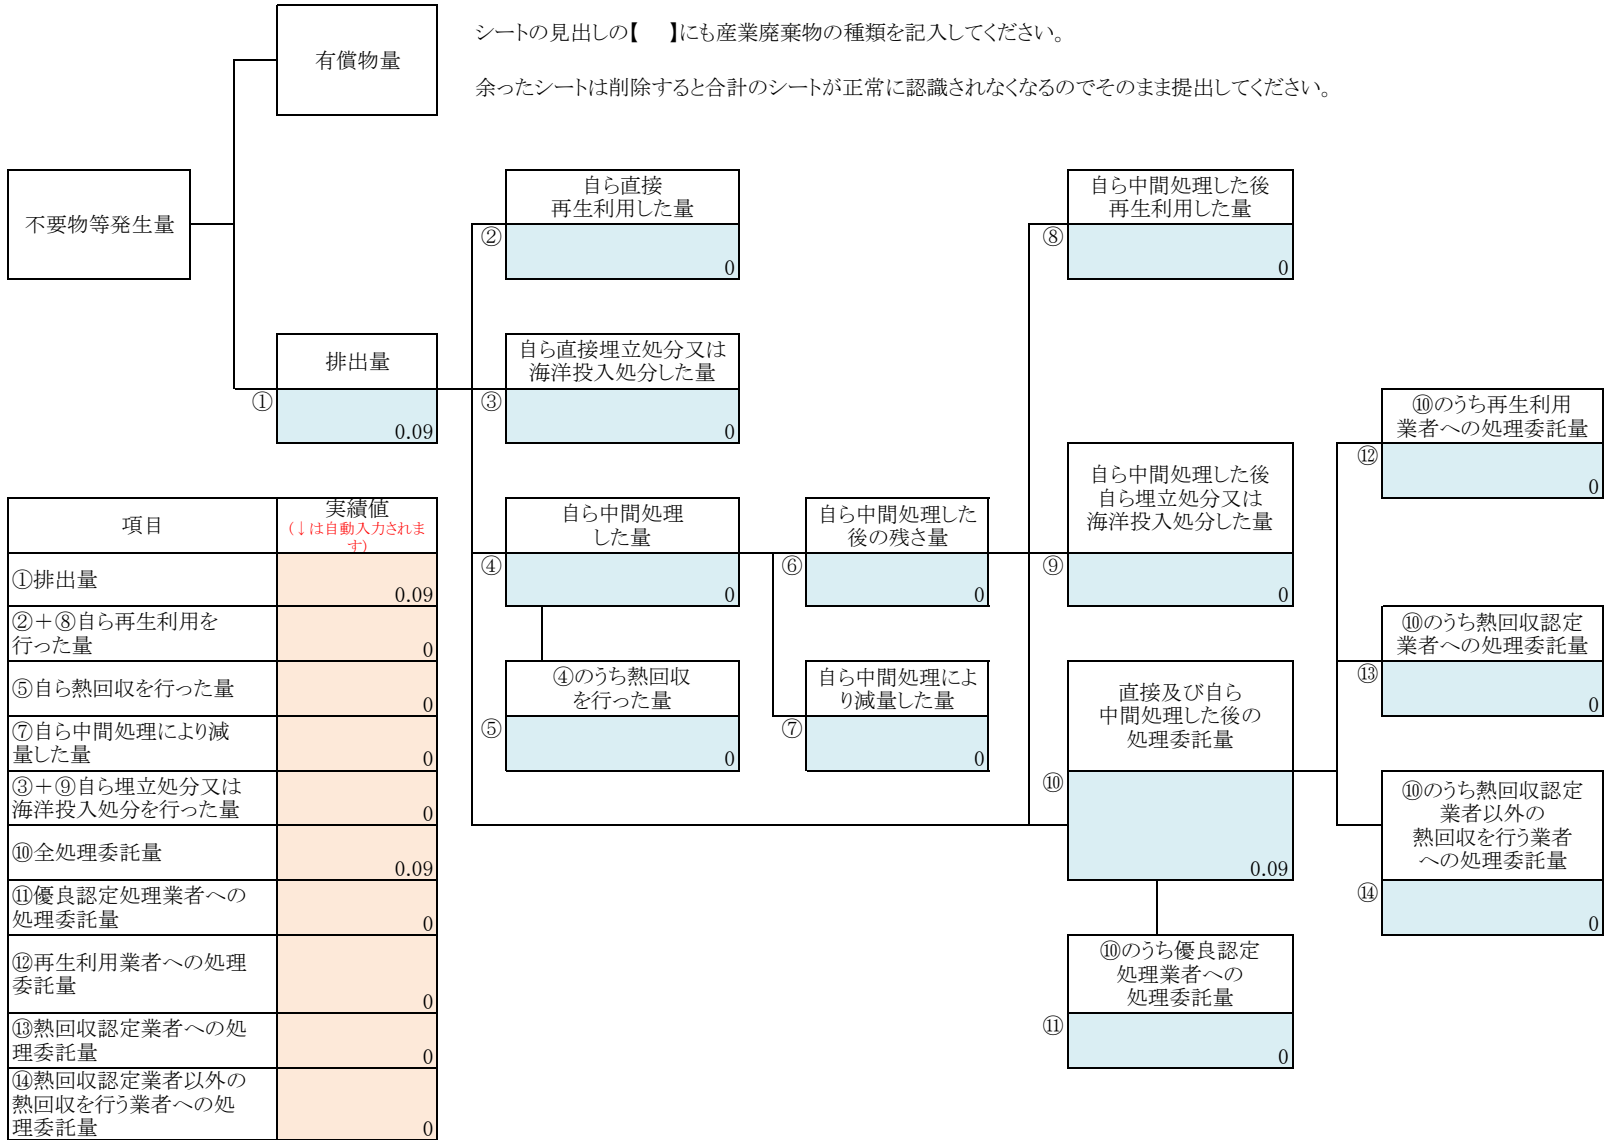 シートの見出しの【　】にも産業廃棄物の種類を記入してください。
余ったシートは削除すると合計のシートが正常に認識されなくなるのでそのまま提出してください。
有償物量
不要物等発生量
自ら直接
再生利用した量
②
0
自ら中間処理した後
再生利用した量
⑧
0
排出量
①
0.09
自ら直接埋立処分又は
海洋投入処分した量
③
0
⑩のうち再生利用
業者への処理委託量
⑫
0
自ら中間処理
した量
④
0
自ら中間処理した
後の残さ量
⑥
0
自ら中間処理した後
自ら埋立処分又は
海洋投入処分した量
⑨
0
⑩のうち熱回収認定
業者への処理委託量
⑬
0
④のうち熱回収
を行った量
⑤
0
自ら中間処理によ
り減量した量
⑦
0
直接及び自ら
中間処理した後の
処理委託量
⑩
0.09
⑩のうち熱回収認定
業者以外の
熱回収を行う業者
への処理委託量
⑭
0
⑩のうち優良認定
処理業者への
処理委託量
⑪
0
項目
実績値
(↓は自動入力されま
す)
①排出量
0.09
②＋⑧自ら再生利用を
行った量
0
⑤自ら熱回収を行った量
0
⑦自ら中間処理により減
量した量
0
③＋⑨自ら埋立処分又は
海洋投入処分を行った量
0
⑩全処理委託量
0.09
⑪優良認定処理業者への
処理委託量
0
⑫再生利用業者への処理
委託量
0
⑬熱回収認定業者への処
理委託量
0
⑭熱回収認定業者以外の
熱回収を行う業者への処
理委託量
0